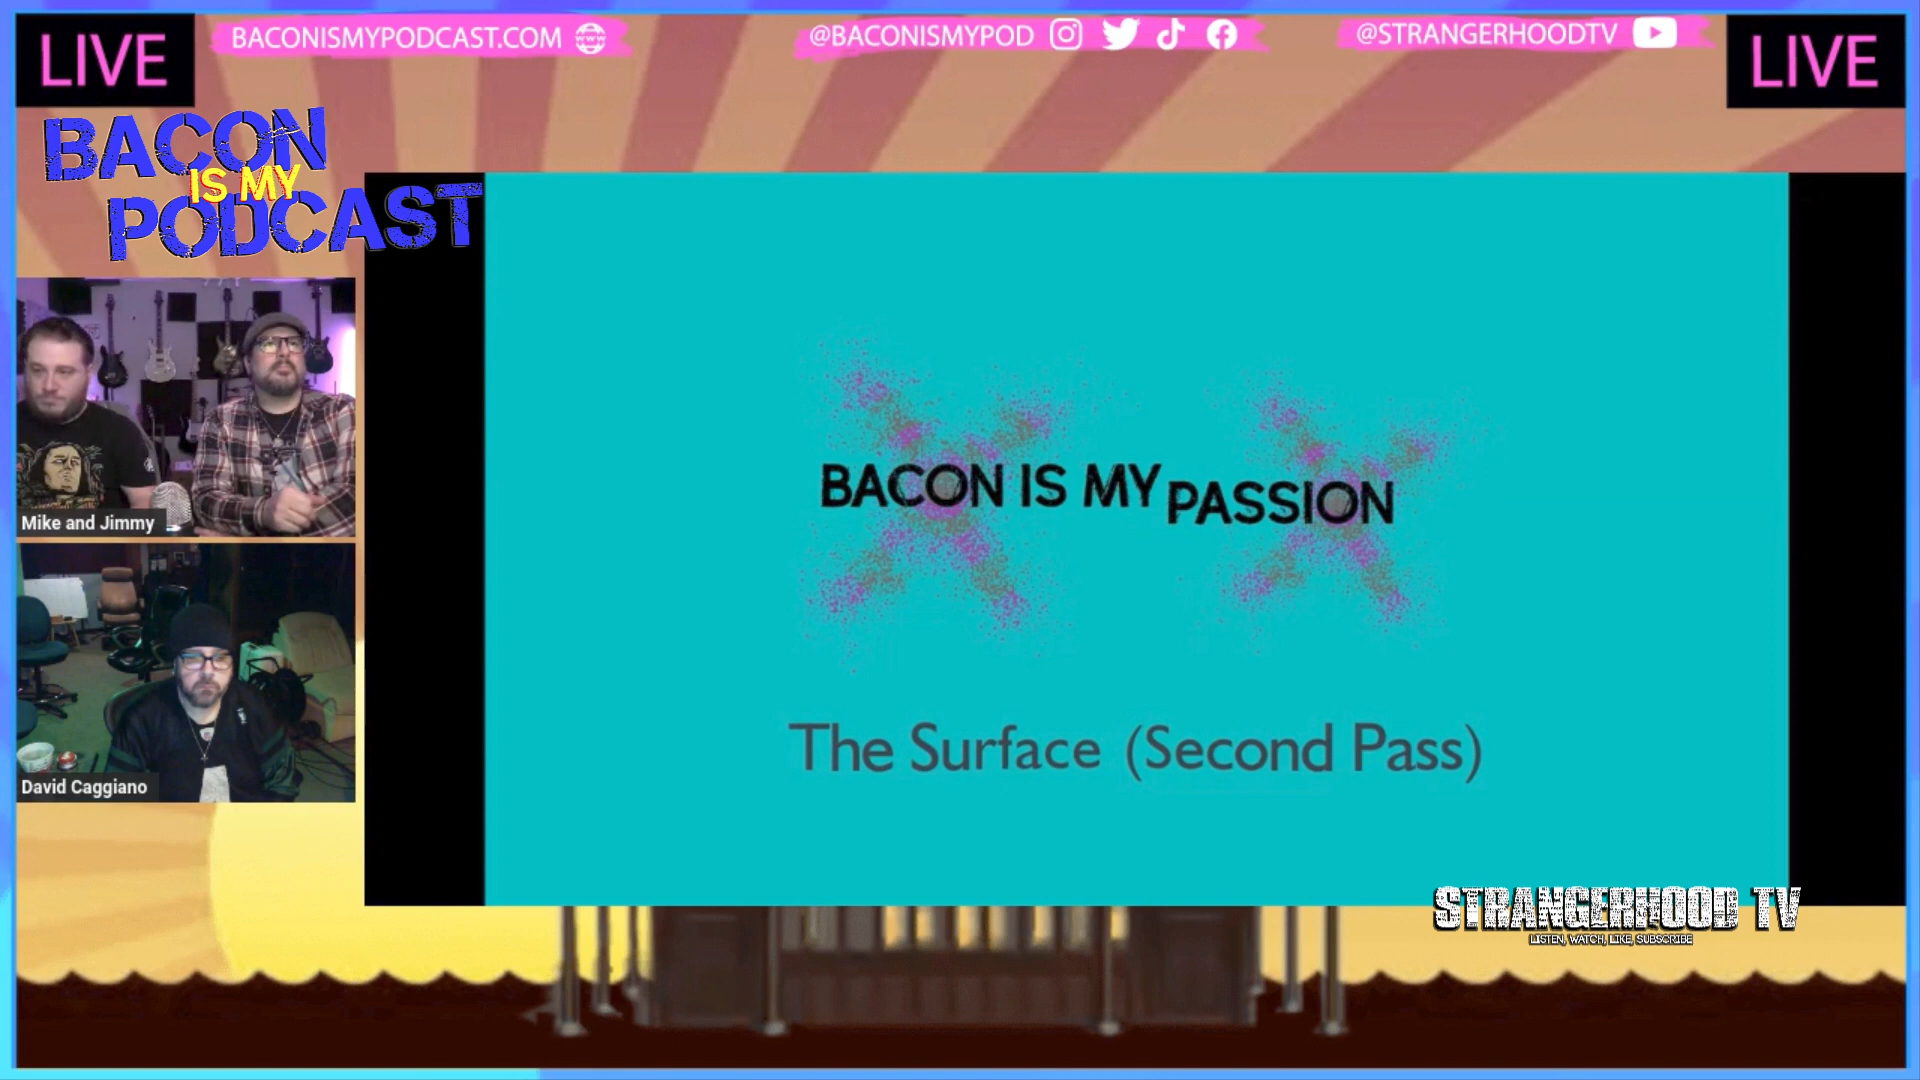 LIVE
BACONISMYPODCAST.COM
@BACONISMYPOD
@STRANGERHOODTV
LIVE
BACON
IS MY
PODCAST
Mike and Jimmy
David Caggiano
BACON IS MY PASSION
The Surface (Second Pass)
STRANGERHOOD TV
LISTEN, WATCH, LIKE, SUBSCRIBE